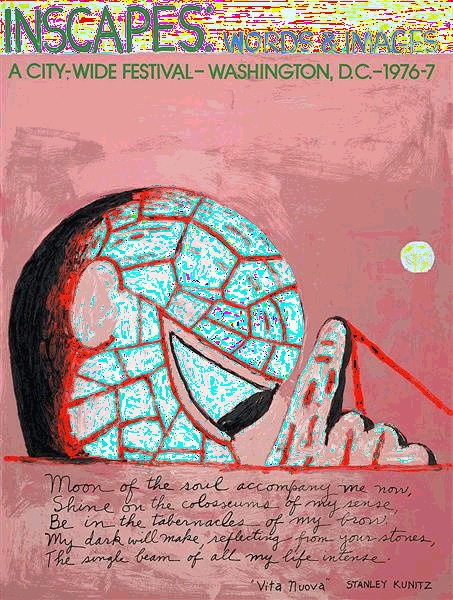 INSCAPES: WORDS & IMAGES
A CITY-WIDE FESTIVAL - WASHINGTON, D.C. - 1976-7
Moon of the soul accompany me now,
Shine on the colosseums of my sense,
Be in the tabernacles of my brow.
My dark will make, reflecting from your stones,
The single beam of all my life intense.
"Vita Nuova" STANLEY KUNITZ